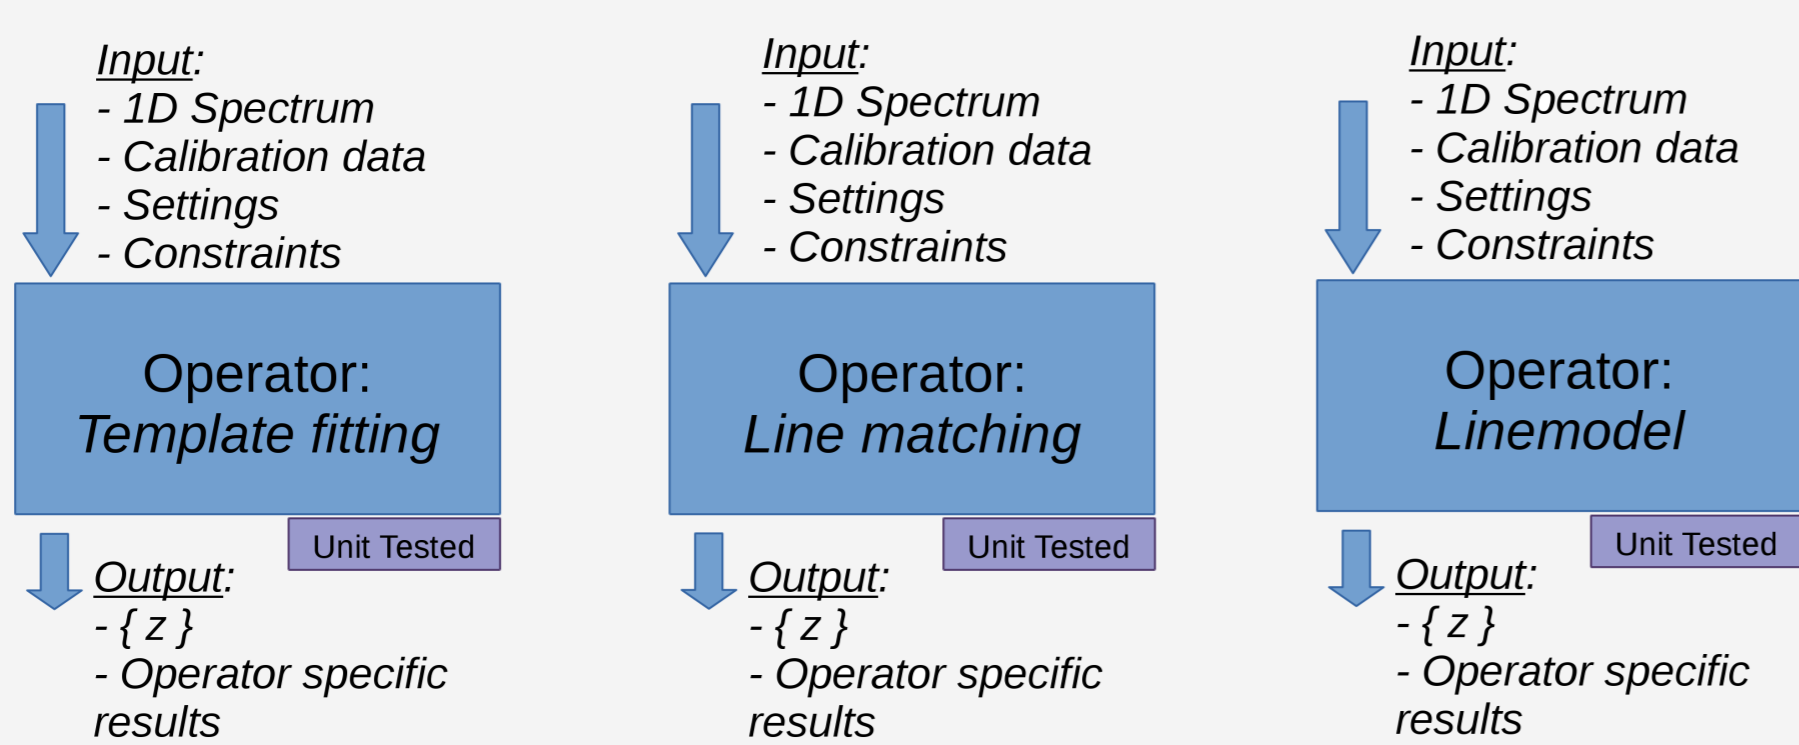 Input:
- 1D Spectrum
- Calibration data
- Settings
- Constraints
Operator:
Template fitting
Unit Tested
Output:
- { z }
- Operator specific
results
Input:
- 1D Spectrum
- Calibration data
- Settings
- Constraints
Operator:
Line matching
Unit Tested
Output:
- { z }
- Operator specific
results
Input:
- 1D Spectrum
- Calibration data
- Settings
- Constraints
Operator:
Linemodel
Unit Tested
Output:
- { z }
- Operator specific
results